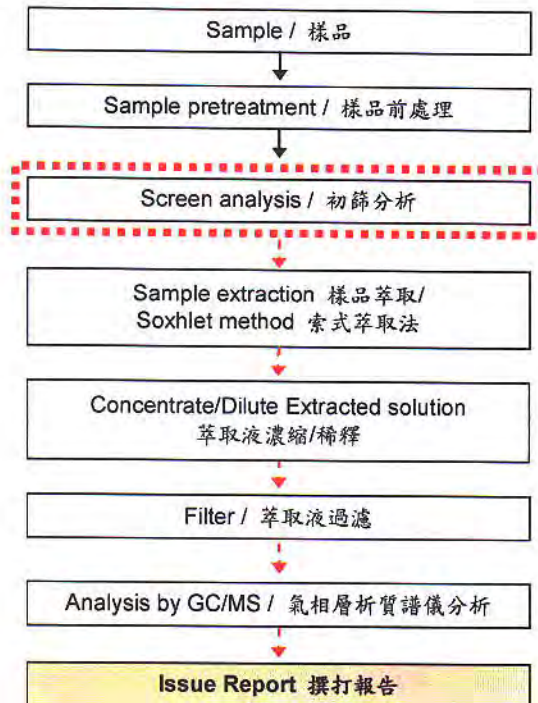 Sample / 樣品
Sample pretreatment / 樣品前處理
Screen analysis / 初篩分析
Sample extraction 樣品萃取/
Soxhlet method 索式萃取法
Concentrate/Dilute Extracted solution
萃取液濃縮/稀釋
Filter / 萃取液過濾
Analysis by GC/MS / 氣相層析質譜儀分析
Issue Report 撰打報告